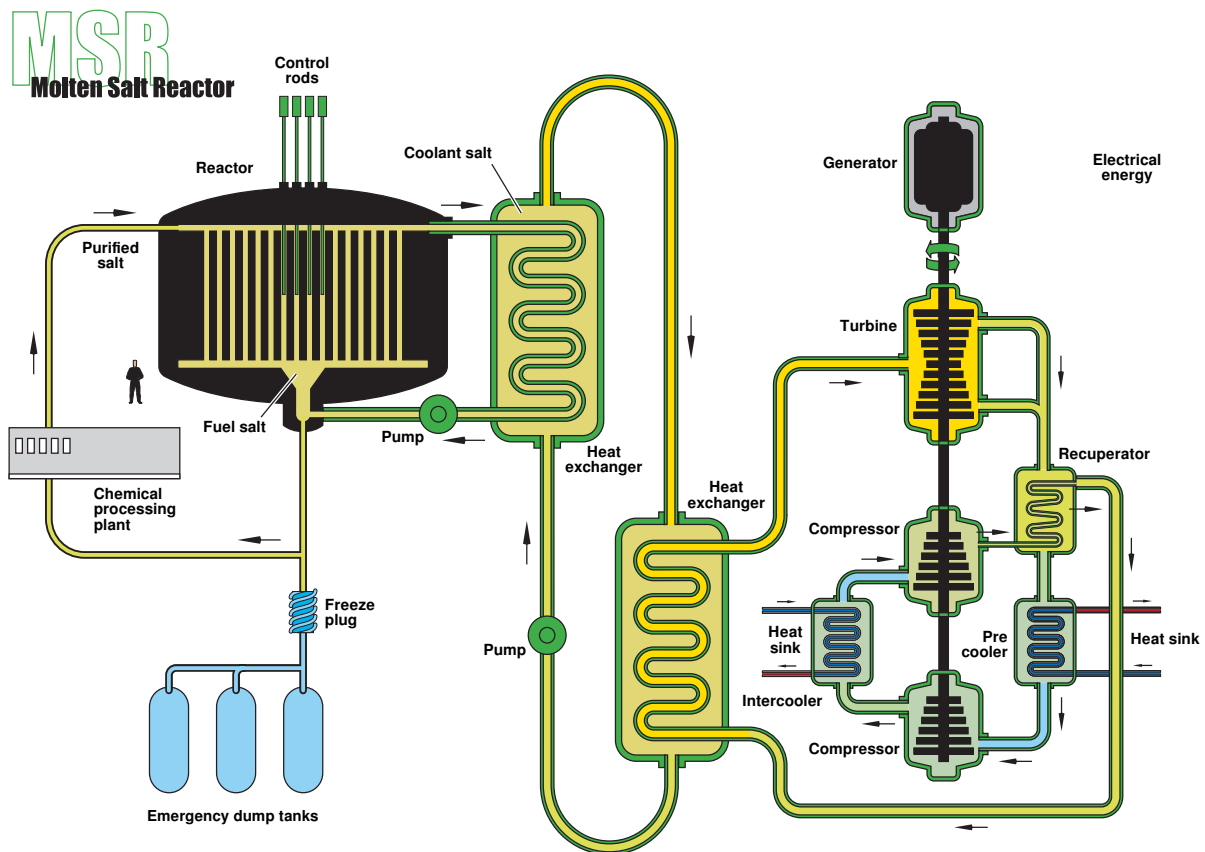 MSR
Molten Salt Reactor
Control
rods
Reactor
Coolant salt
Generator
Electrical
energy
Purified
salt
Turbine
Fuel salt
Pump
Heat
exchanger
Recuperator
Chemical
processing
plant
Heat
exchanger
Compressor
Freeze
plug
Pump
Heat
sink
Pre
cooler
Heat sink
Intercooler
Compressor
Emergency dump tanks